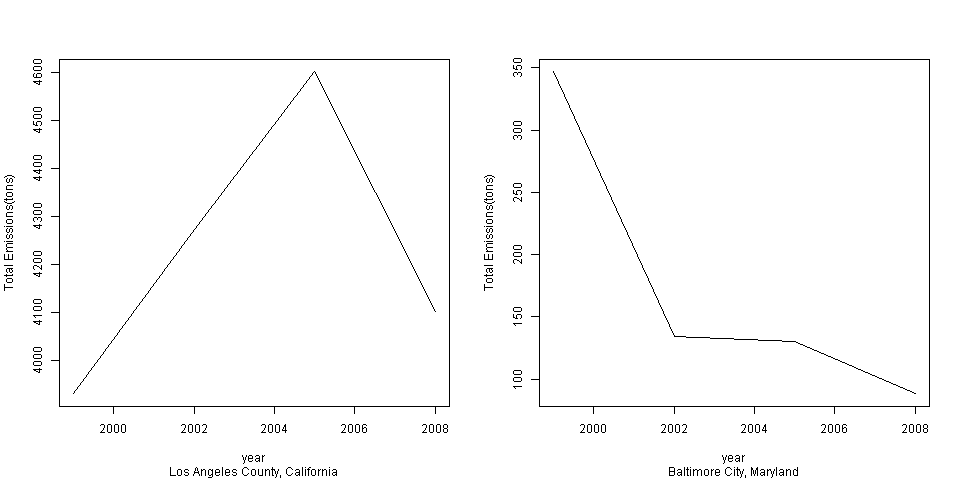 Total Emissions(tons)
4600
4500
4400
4300
4200
4100
4000
2000 2002 2004 2006 2008
year
Los Angeles County, California
Total Emissions(tons)
350
300
250
200
150
100
2000 2002 2004 2006 2008
year
Baltimore City, Maryland